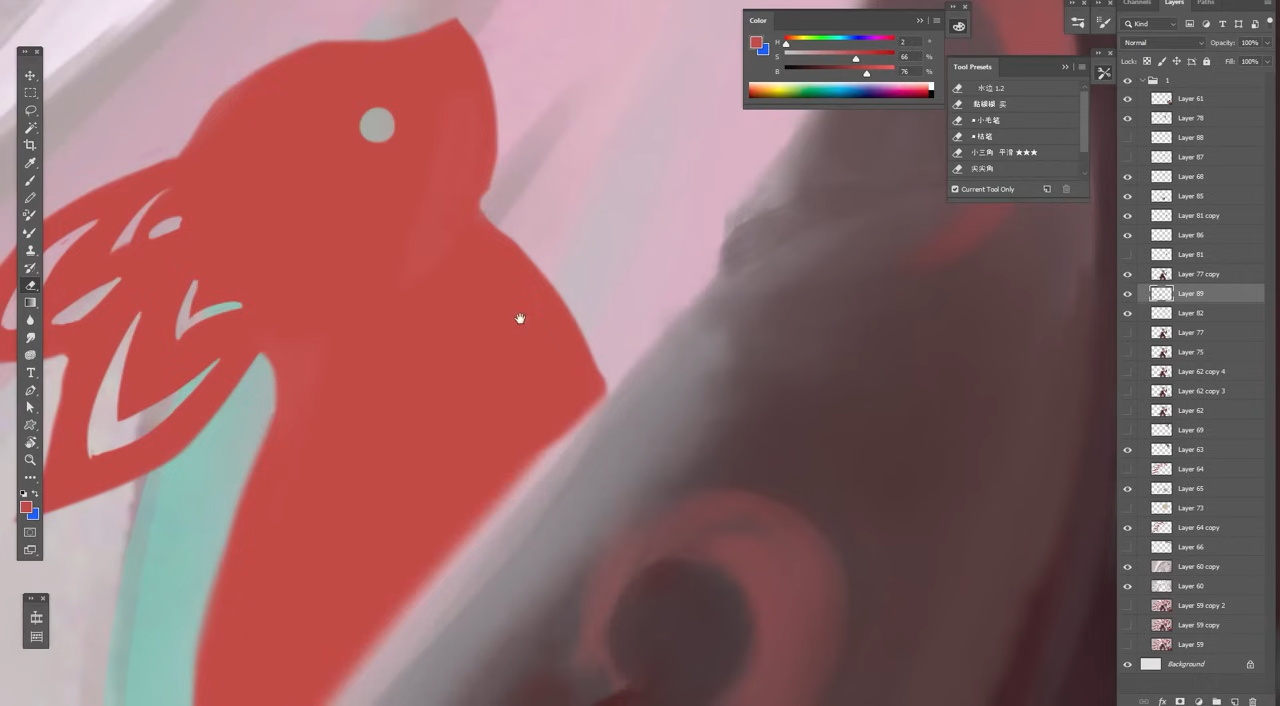 Color
H 2 °
S 66 %
B 76 %
Tool Presets
水边 1.2
黏糊糊 实
小毛笔
枯笔
小三角 平滑 ★★★
尖尖角
Current Tool Only
Channels Layers Paths
Kind
Normal Opacity: 100%
Locks: Fill: 100%
1
Layer 61
Layer 78
Layer 88
Layer 87
Layer 68
Layer 85
Layer 81 copy
Layer 86
Layer 81
Layer 77 copy
Layer 89
Layer 82
Layer 77
Layer 75
Layer 62 copy 4
Layer 62 copy 3
Layer 62
Layer 69
Layer 63
Layer 64
Layer 65
Layer 73
Layer 64 copy
Layer 66
Layer 60 copy
Layer 60
Layer 59 copy 2
Layer 59 copy
Layer 59
Background
fx